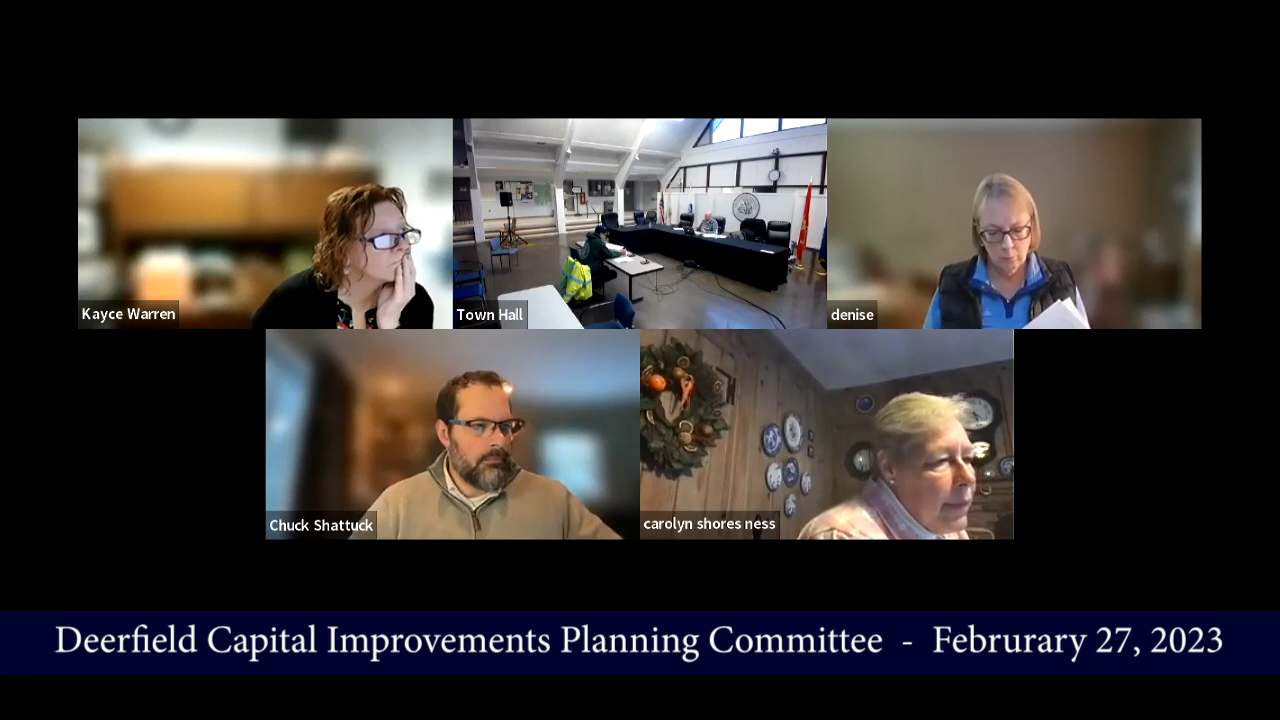 Kayce Warren
Town Hall
denise
Chuck Shattuck
carolyn shores ness
Deerfield Capital Improvements Planning Committee - Februrary 27, 2023